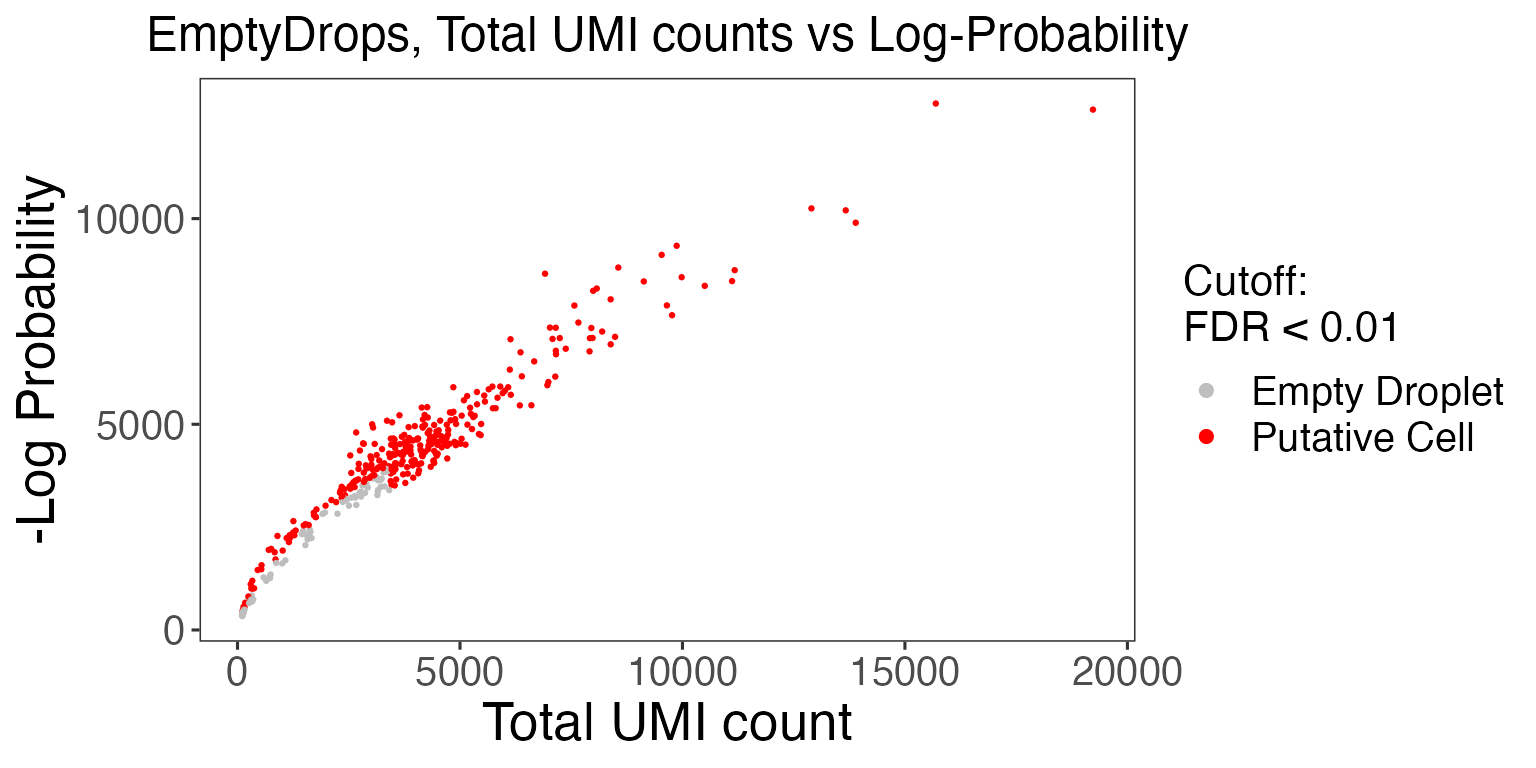 EmptyDrops, Total UMI counts vs Log-Probability
-Log Probability
10000
5000
0
0 5000 10000 15000 20000
Total UMI count
Cutoff:
FDR < 0.01
Empty Droplet
Putative Cell